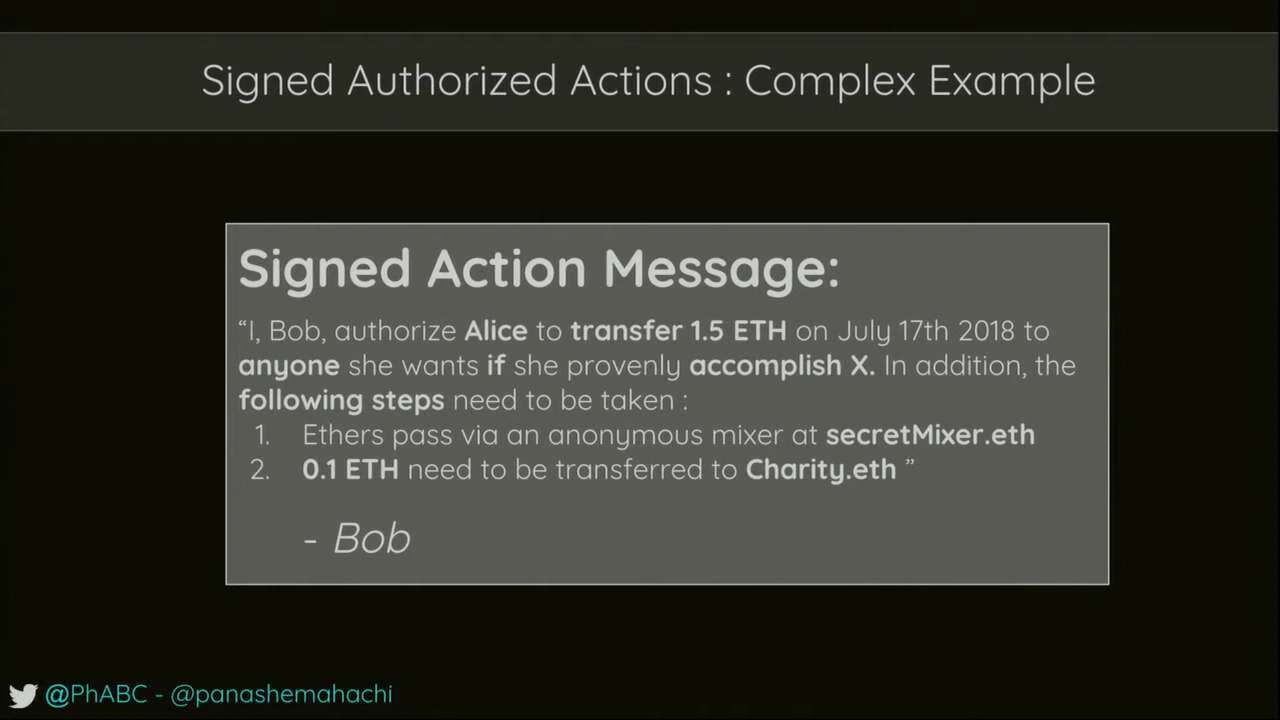 Signed Authorized Actions : Complex Example
Signed Action Message:
“I, Bob, authorize Alice to transfer 1.5 ETH on July 17th 2018 to
anyone she wants if she provenly accomplish X. In addition, the
following steps need to be taken :
1. Ethers pass via an anonymous mixer at secretMixer.eth
2. 0.1 ETH need to be transferred to Charity.eth ”
- Bob
@PhABC - @panashemahachi